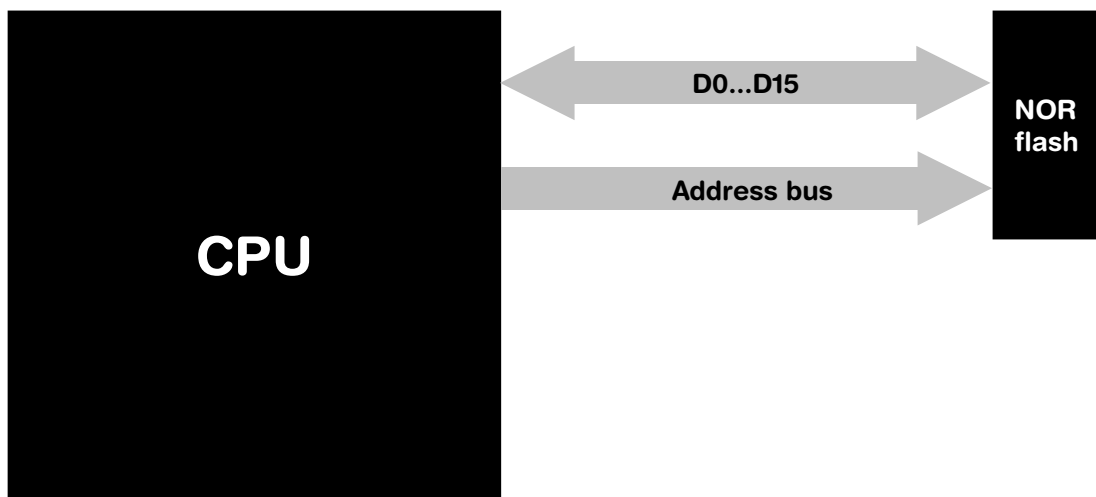 D0...D15
NOR
flash
Address bus
CPU